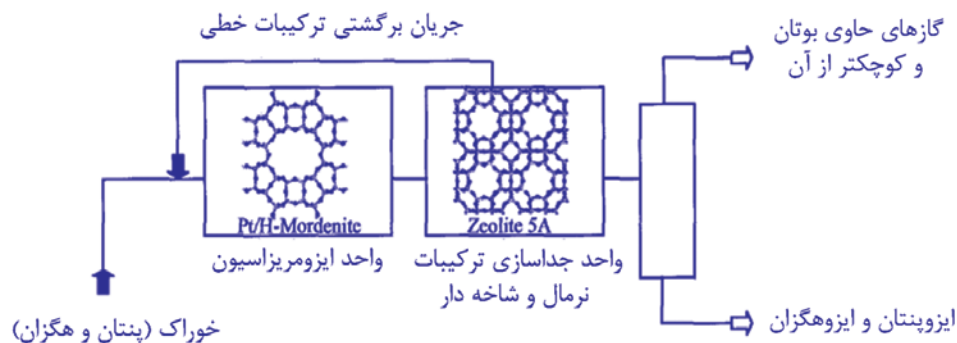 جریان برگشتی ترکیبات خطی
گازهای حاوی بوتان
و کوچکتر از آن
Pt/H-Mordenite
Zeolite 5A
واحد ایزومریزاسیون
واحد جداسازی ترکیبات
نرمال و شاخه دار
خوراک (پنتان و هگزان)
ایزوپنتان و ایزوهگزان